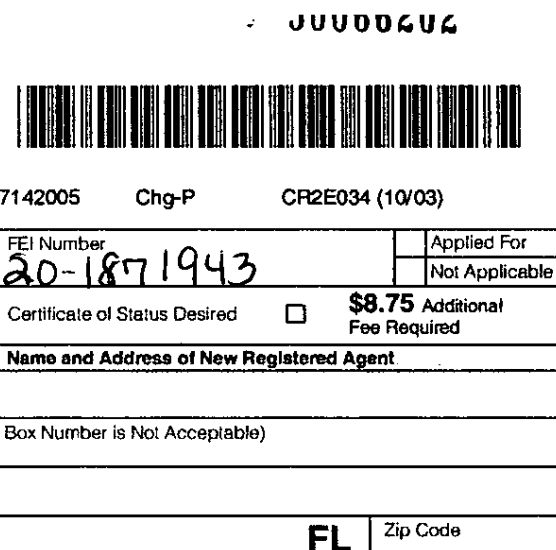 7142005 Chg-P CR2E034 (10/03)
FEI Number
20-1871943
Applied For
Not Applicable
Certificate of Status Desired
$8.75 Additional
Fee Required
Name and Address of New Registered Agent
Box Number is Not Acceptable)
FL
Zip Code